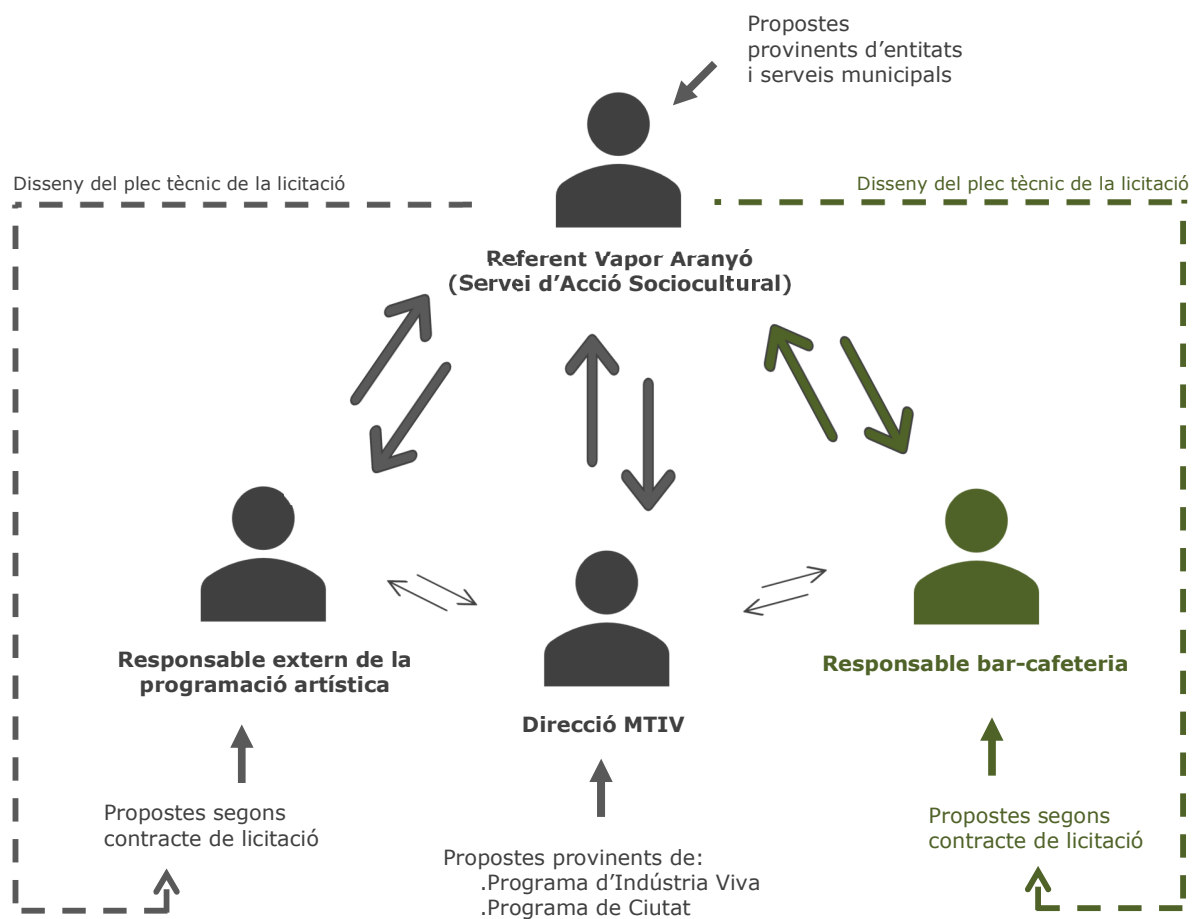 Propostes
provinents d’entitats
i serveis municipals
Disseny del plec tècnic de la licitació
Disseny del plec tècnic de la licitació
Referent Vapor Aranyó
(Servei d’Acció Sociocultural)
Responsable extern de la
programació artística
Direcció MTIV
Responsable bar-cafeteria
Propostes segons
contracte de licitació
Propostes provinents de:
.Programa d’Indústria Viva
.Programa de Ciutat
Propostes segons
contracte de licitació